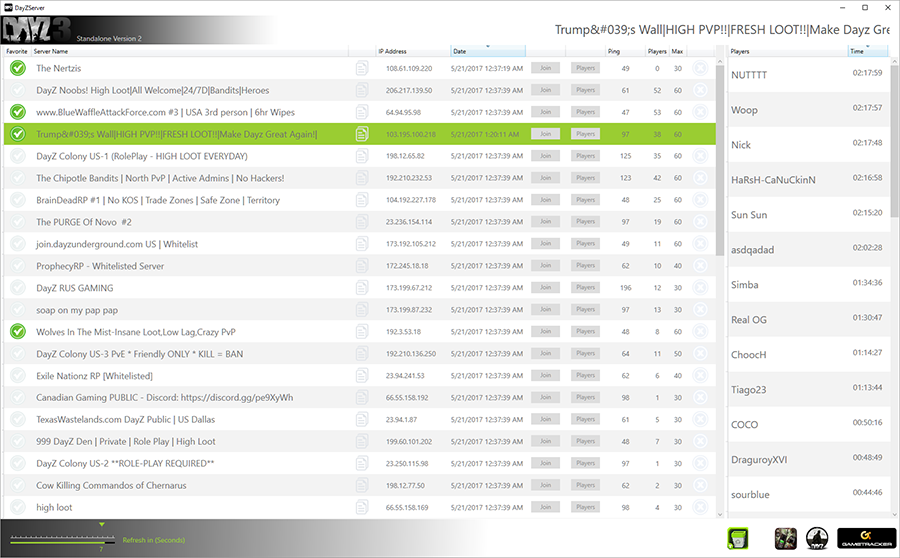 DayZServer
DAYZ3 Standalone Version 2 Trump&#039;s Wall|HIGH PVP!!!|FRESH LOOT!!|Make Dayz Gre
Favorite Server Name IP Address Date Ping Players Max Players Time
The Nertzis 108.61.109.220 5/21/2017 12:37:19 AM Join Players 49 0 30
DayZ Noobs! High Loot|All Welcome|24/7D|Bandits|Heroes 206.217.139.50 5/21/2017 12:37:39 AM Join Players 61 52 60
www.BlueWaffleAttackForce.com #3 | USA 3rd person | 6hr Wipes 64.94.95.98 5/21/2017 12:37:39 AM Join Players 47 53 60
Trump&#039;s Wall|HIGH PVP!!!|FRESH LOOT!!|Make Dayz Great Again!| 103.195.100.218 5/21/2017 1:20:11 AM Join Players 97 38 60
DayZ Colony US-1 (RolePlay - HIGH LOOT EVERYDAY) 198.12.65.82 5/21/2017 12:37:39 AM Join Players 125 35 60
The Chipotle Bandits | North PvP | Active Admins | No Hackers! 192.210.232.53 5/21/2017 12:37:39 AM Join Players 123 42 60
BrainDeadRP #1 | No KOS | Trade Zones | Safe Zone | Territory 104.192.227.178 5/21/2017 12:37:39 AM Join Players 48 25 60
The PURGE Of Novo #2 23.236.154.114 5/21/2017 12:37:39 AM Join Players 97 19 60
join.dayzunderground.com US | Whitelist 173.192.105.212 5/21/2017 12:37:39 AM Join Players 49 11 60
ProphecyRP - Whitelisted Server 172.245.18.18 5/21/2017 12:37:39 AM Join Players 62 10 40
DayZ RUS GAMING 173.199.67.212 5/21/2017 12:37:39 AM Join Players 196 12 30
soap on my pap pap 173.199.87.232 5/21/2017 12:37:39 AM Join Players 97 13 30
Wolves In The Mist-Insane Loot,Low Lag,Crazy PvP 192.3.53.18 5/21/2017 12:37:39 AM Join Players 48 8 60
DayZ Colony US-3 PvE * Friendly ONLY * KILL = BAN 192.210.136.250 5/21/2017 12:37:39 AM Join Players 64 11 50
Exile Nationz RP [Whitelisted] 23.94.241.53 5/21/2017 12:37:39 AM Join Players 62 6 40
Canadian Gaming PUBLIC - Discord: https://discord.gg/pe9XyWh 66.55.158.192 5/21/2017 12:37:39 AM Join Players 98 1 30
TexasWastelands.com DayZ Public | US Dallas 23.94.1.87 5/21/2017 12:37:39 AM Join Players 61 5 30
999 DayZ Den | Private | Role Play | High Loot 199.60.101.202 5/21/2017 12:37:39 AM Join Players 48 7 30
DayZ Colony US-2 **ROLE-PLAY REQUIRED** 23.250.115.98 5/21/2017 12:37:39 AM Join Players 97 1 30
Cow Killing Commandos of Chernarus 198.12.77.50 5/21/2017 12:37:39 AM Join Players 62 2 30
high loot 66.55.158.169 5/21/2017 12:37:39 AM Join Players 98 0 30
NUTTTT 02:17:59
Woop 02:17:57
Nick 02:17:48
HaRsH-CaNuCkinN 02:16:58
Sun Sun 02:15:20
asdqadad 02:02:28
Simba 01:34:36
Real OG 01:30:47
ChoocH 01:14:27
Tiago23 01:13:44
COCO 00:50:16
DraguroyXVI 00:48:49
sourblue 00:44:46
7 Refresh in (Seconds)
GAMETRACKER